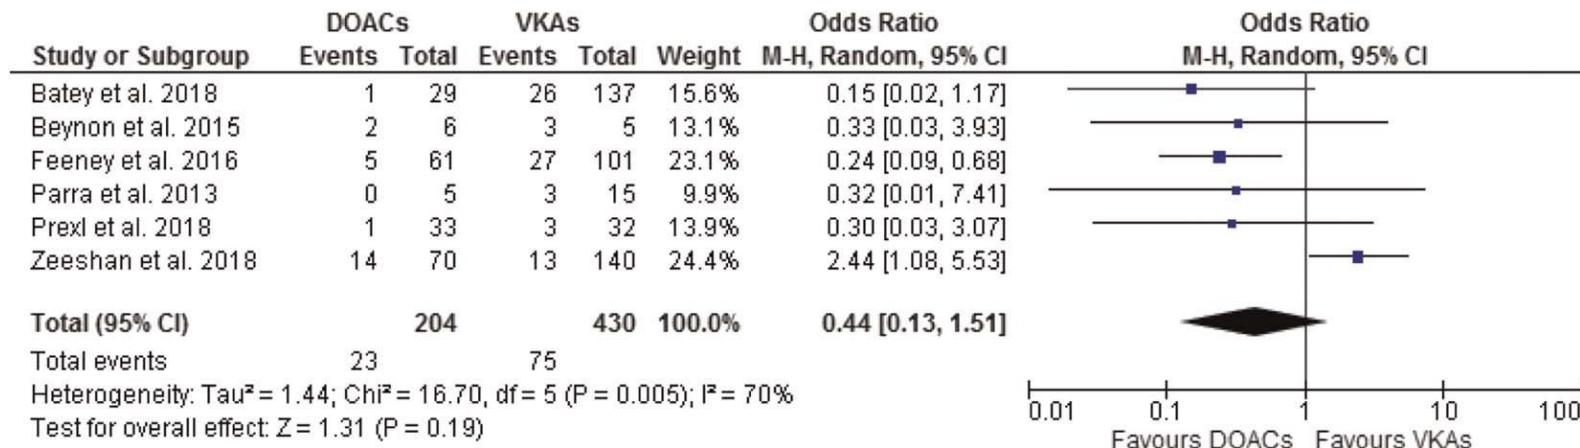 DOACs VKAs Odds Ratio Odds Ratio
Study or Subgroup Events Total Events Total Weight M-H, Random, 95% CI M-H, Random, 95% CI
Batey et al. 2018 1 29 26 137 15.6% 0.15 [0.02, 1.17]
Beynon et al. 2015 2 6 3 5 13.1% 0.33 [0.03, 3.93]
Feeney et al. 2016 5 61 27 101 23.1% 0.24 [0.09, 0.68]
Parra et al. 2013 0 5 3 15 9.9% 0.32 [0.01, 7.41]
Prexl et al. 2018 1 33 3 32 13.9% 0.30 [0.03, 3.07]
Zeeshan et al. 2018 14 70 13 140 24.4% 2.44 [1.08, 5.53]
Total (95% CI) 204 430 100.0% 0.44 [0.13, 1.51]
Total events 23 75
Heterogeneity: Tau² = 1.44; Chi² = 16.70, df = 5 (P = 0.005); I² = 70%
Test for overall effect: Z = 1.31 (P = 0.19)
0.01 0.1 1 10 100
Favours DOACs Favours VKAs